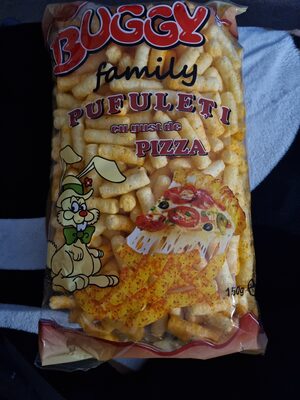 BUGGY
family
PUFULEȚI
cu gust de
PIZZA
150g